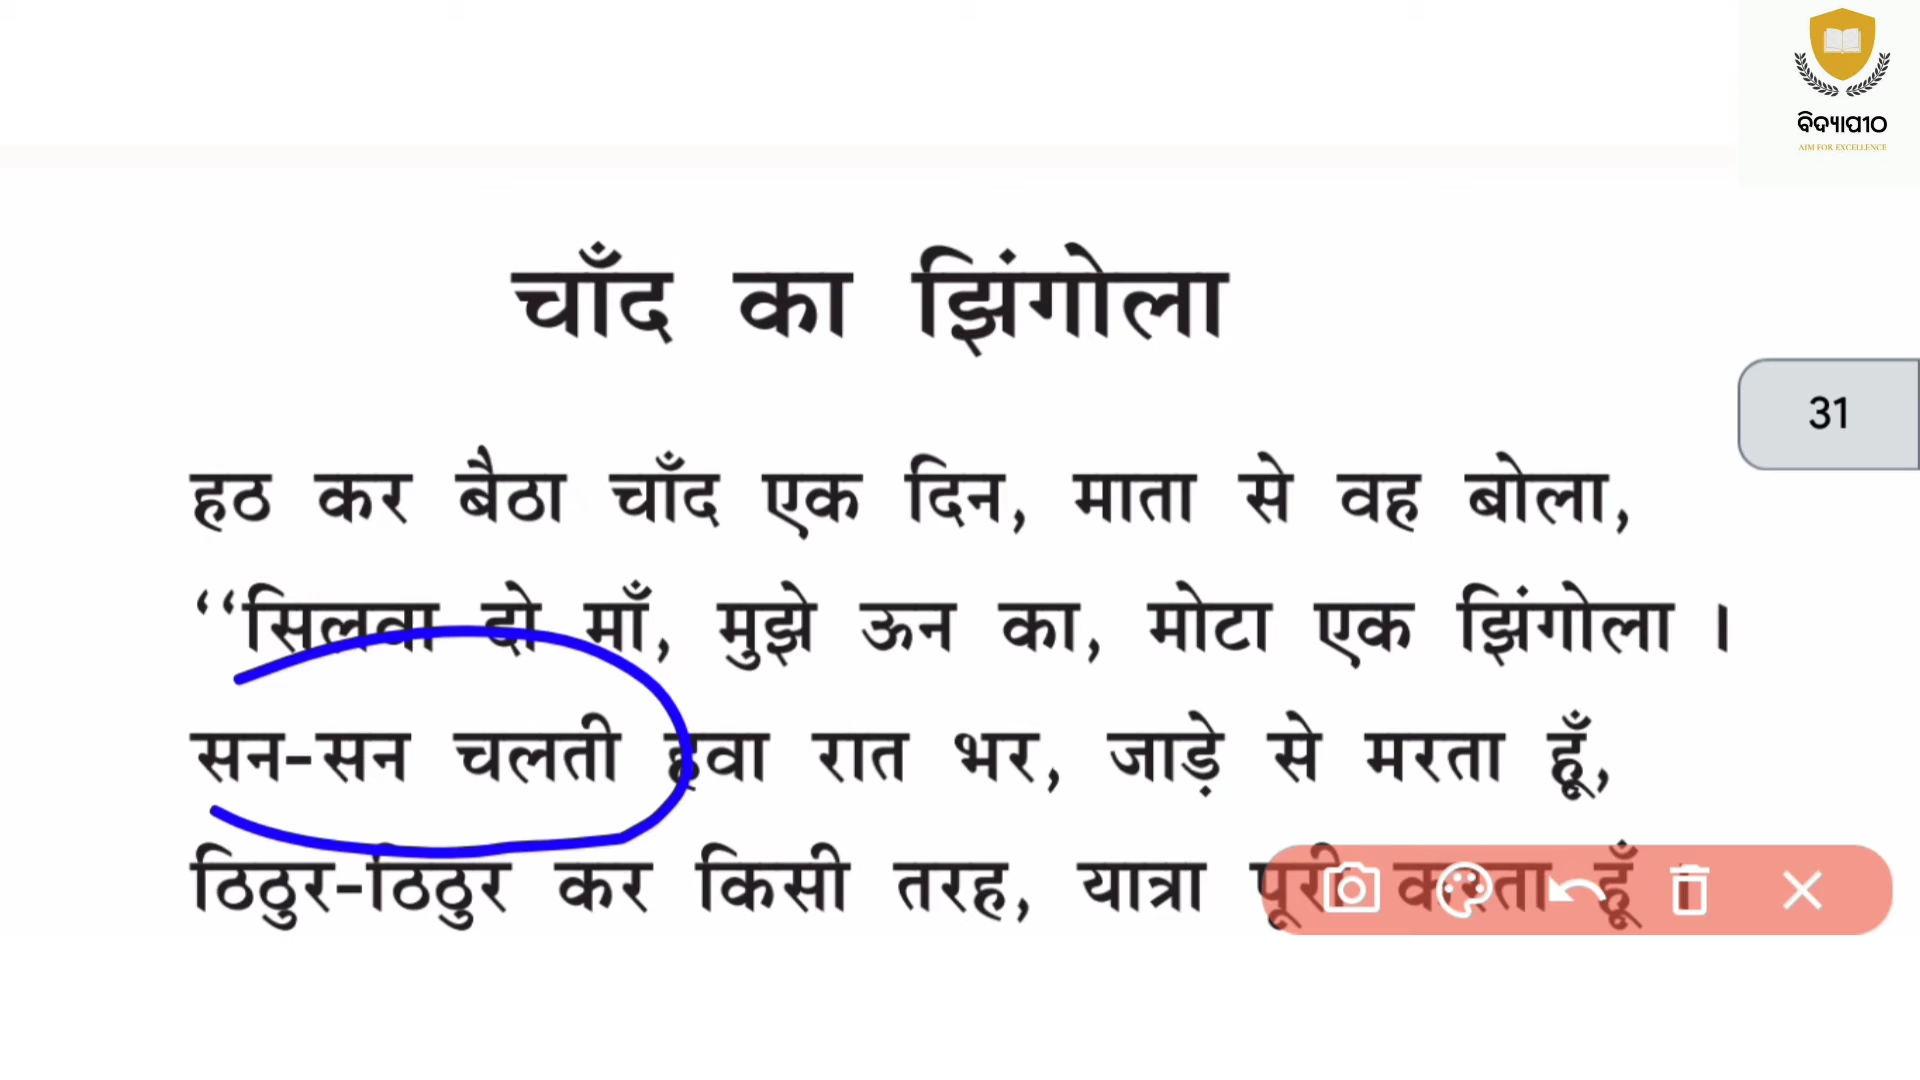 ବିଦ୍ୟାପୀଠ
AIM FOR EXCELLENCE
चाँद का झिंगोला
31
हठ कर बैठा चाँद एक दिन, माता से वह बोला,
‘‘सिलवा दो माँ, मुझे ऊन का, मोटा एक झिंगोला ।
सन-सन चलती हवा रात भर, जाड़े से मरता हूँ,
ठिठुर-ठिठुर कर किसी तरह, यात्रा पूरी करता हूँ ।